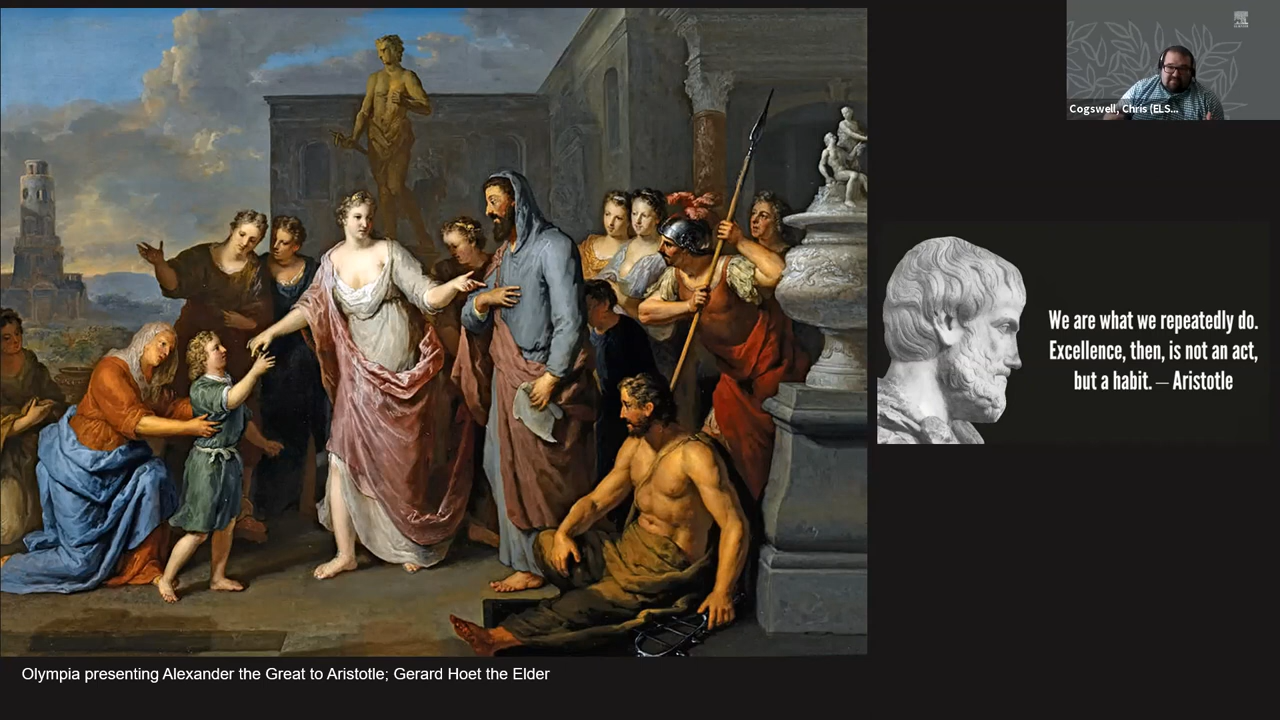 Cogswell, Chris (ELS...
We are what we repeatedly do.
Excellence, then, is not an act,
but a habit. — Aristotle
Olympia presenting Alexander the Great to Aristotle; Gerard Hoet the Elder